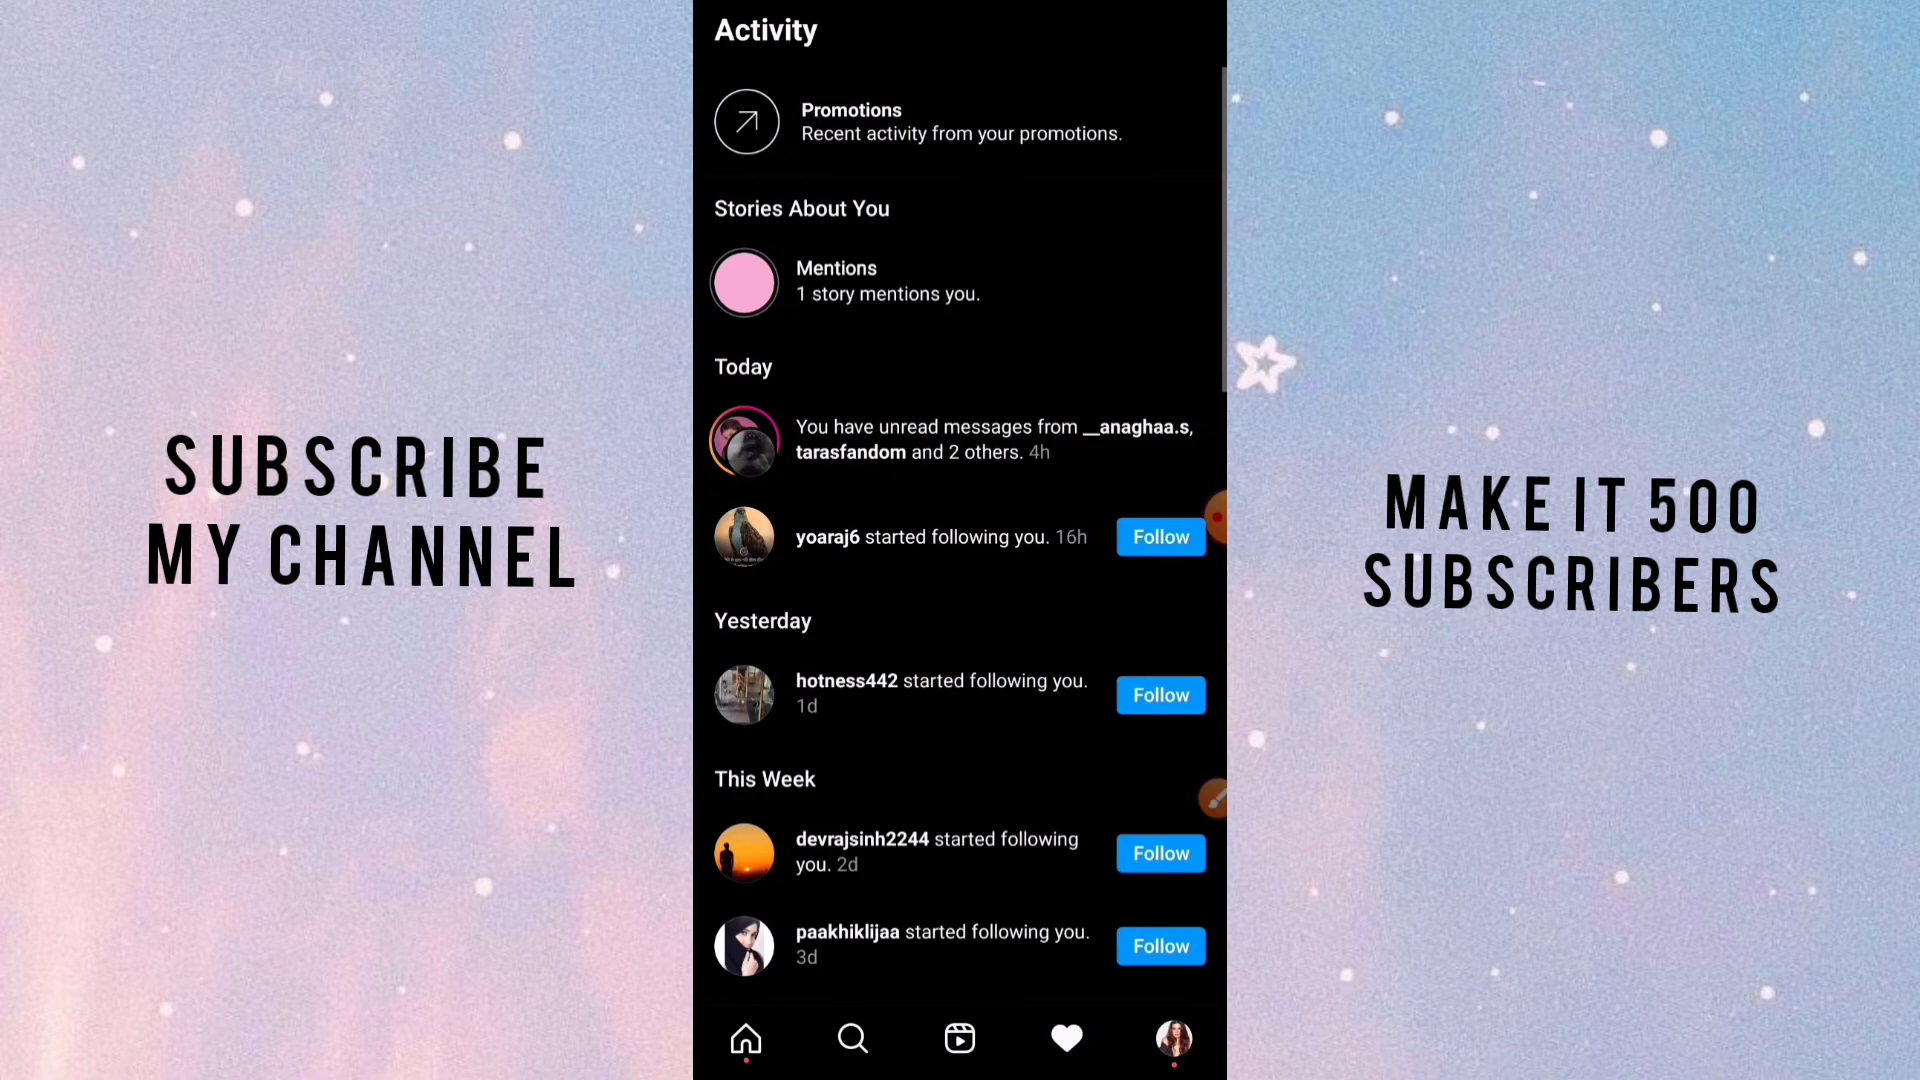 SUBSCRIBE
MY CHANNEL
Activity
Promotions
Recent activity from your promotions.
Stories About You
Mentions
1 story mentions you.
Today
You have unread messages from __anaghaa.s,
tarasfandom and 2 others. 4h
yoaraj6 started following you. 16h
Follow
Yesterday
hotness442 started following you.
1d
Follow
This Week
devrajsinh2244 started following
you. 2d
Follow
paakhiklijaa started following you.
3d
Follow
MAKE IT 500
SUBSCRIBERS